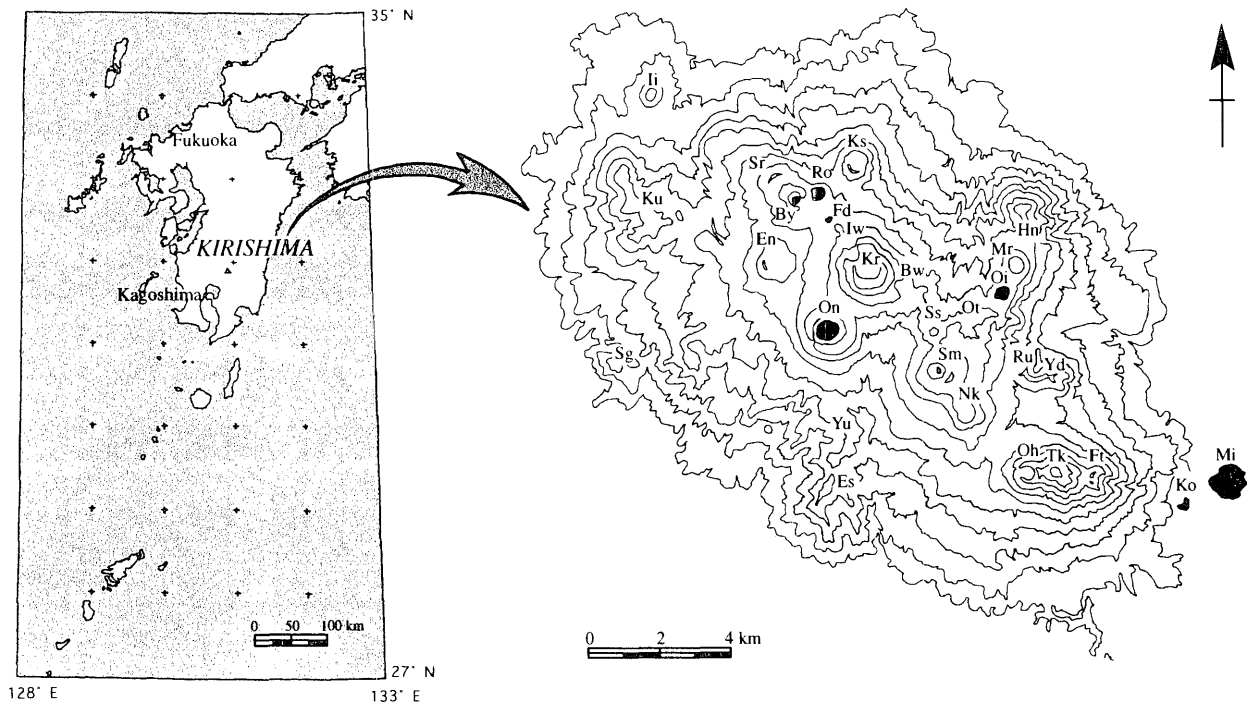 35° N
Fukuoka
KIRISHIMA
Kagoshima
0 50 100 km
27° N
128° E
133° E
Ii
Ks
Sr
Ro
Ku
By
Fd
Iw
En
Hn
Kr
Bw
Mr
Oi
On
Ss
Ot
Sg
Sm
Ru
Yd
Nk
Yu
Oh
Tk
Ft
Mi
Es
Ko
0 2 4 km